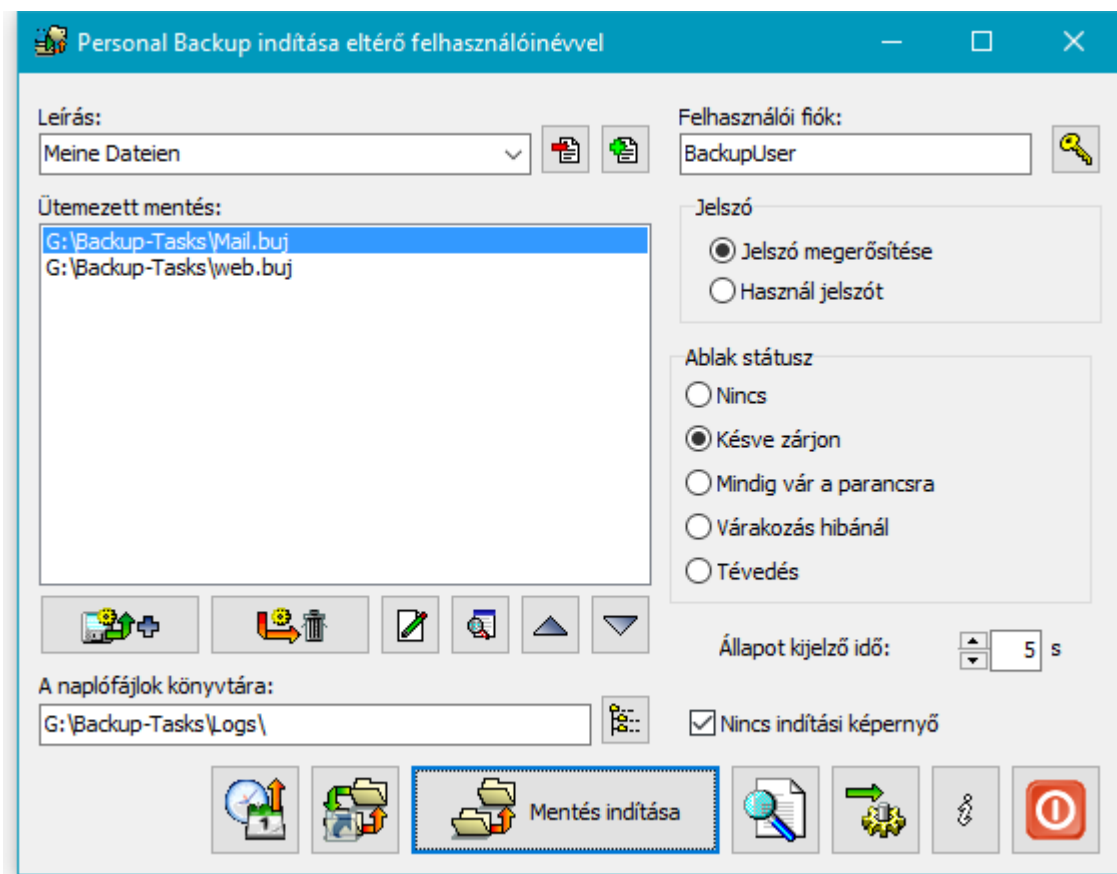 Personal Backup indítása eltérő felhasználóinévvel
Leírás:
Meine Dateien
Ütemezett mentés:
G:\Backup-Tasks\Mail.buj
G:\Backup-Tasks\web.buj
A naplófájlok könyvtára:
G:\Backup-Tasks\Logs\
Felhasználói fiók:
BackupUser
Jelszó
Jelszó megerősítése
Használ jelszót
Ablak státusz
Nincs
Késve zárjon
Mindig vár a parancsra
Várakozás hibánál
Tévedés
Állapot kijelző idő: 5 s
Nincs indítási képernyő
1
Mentés indítása
i